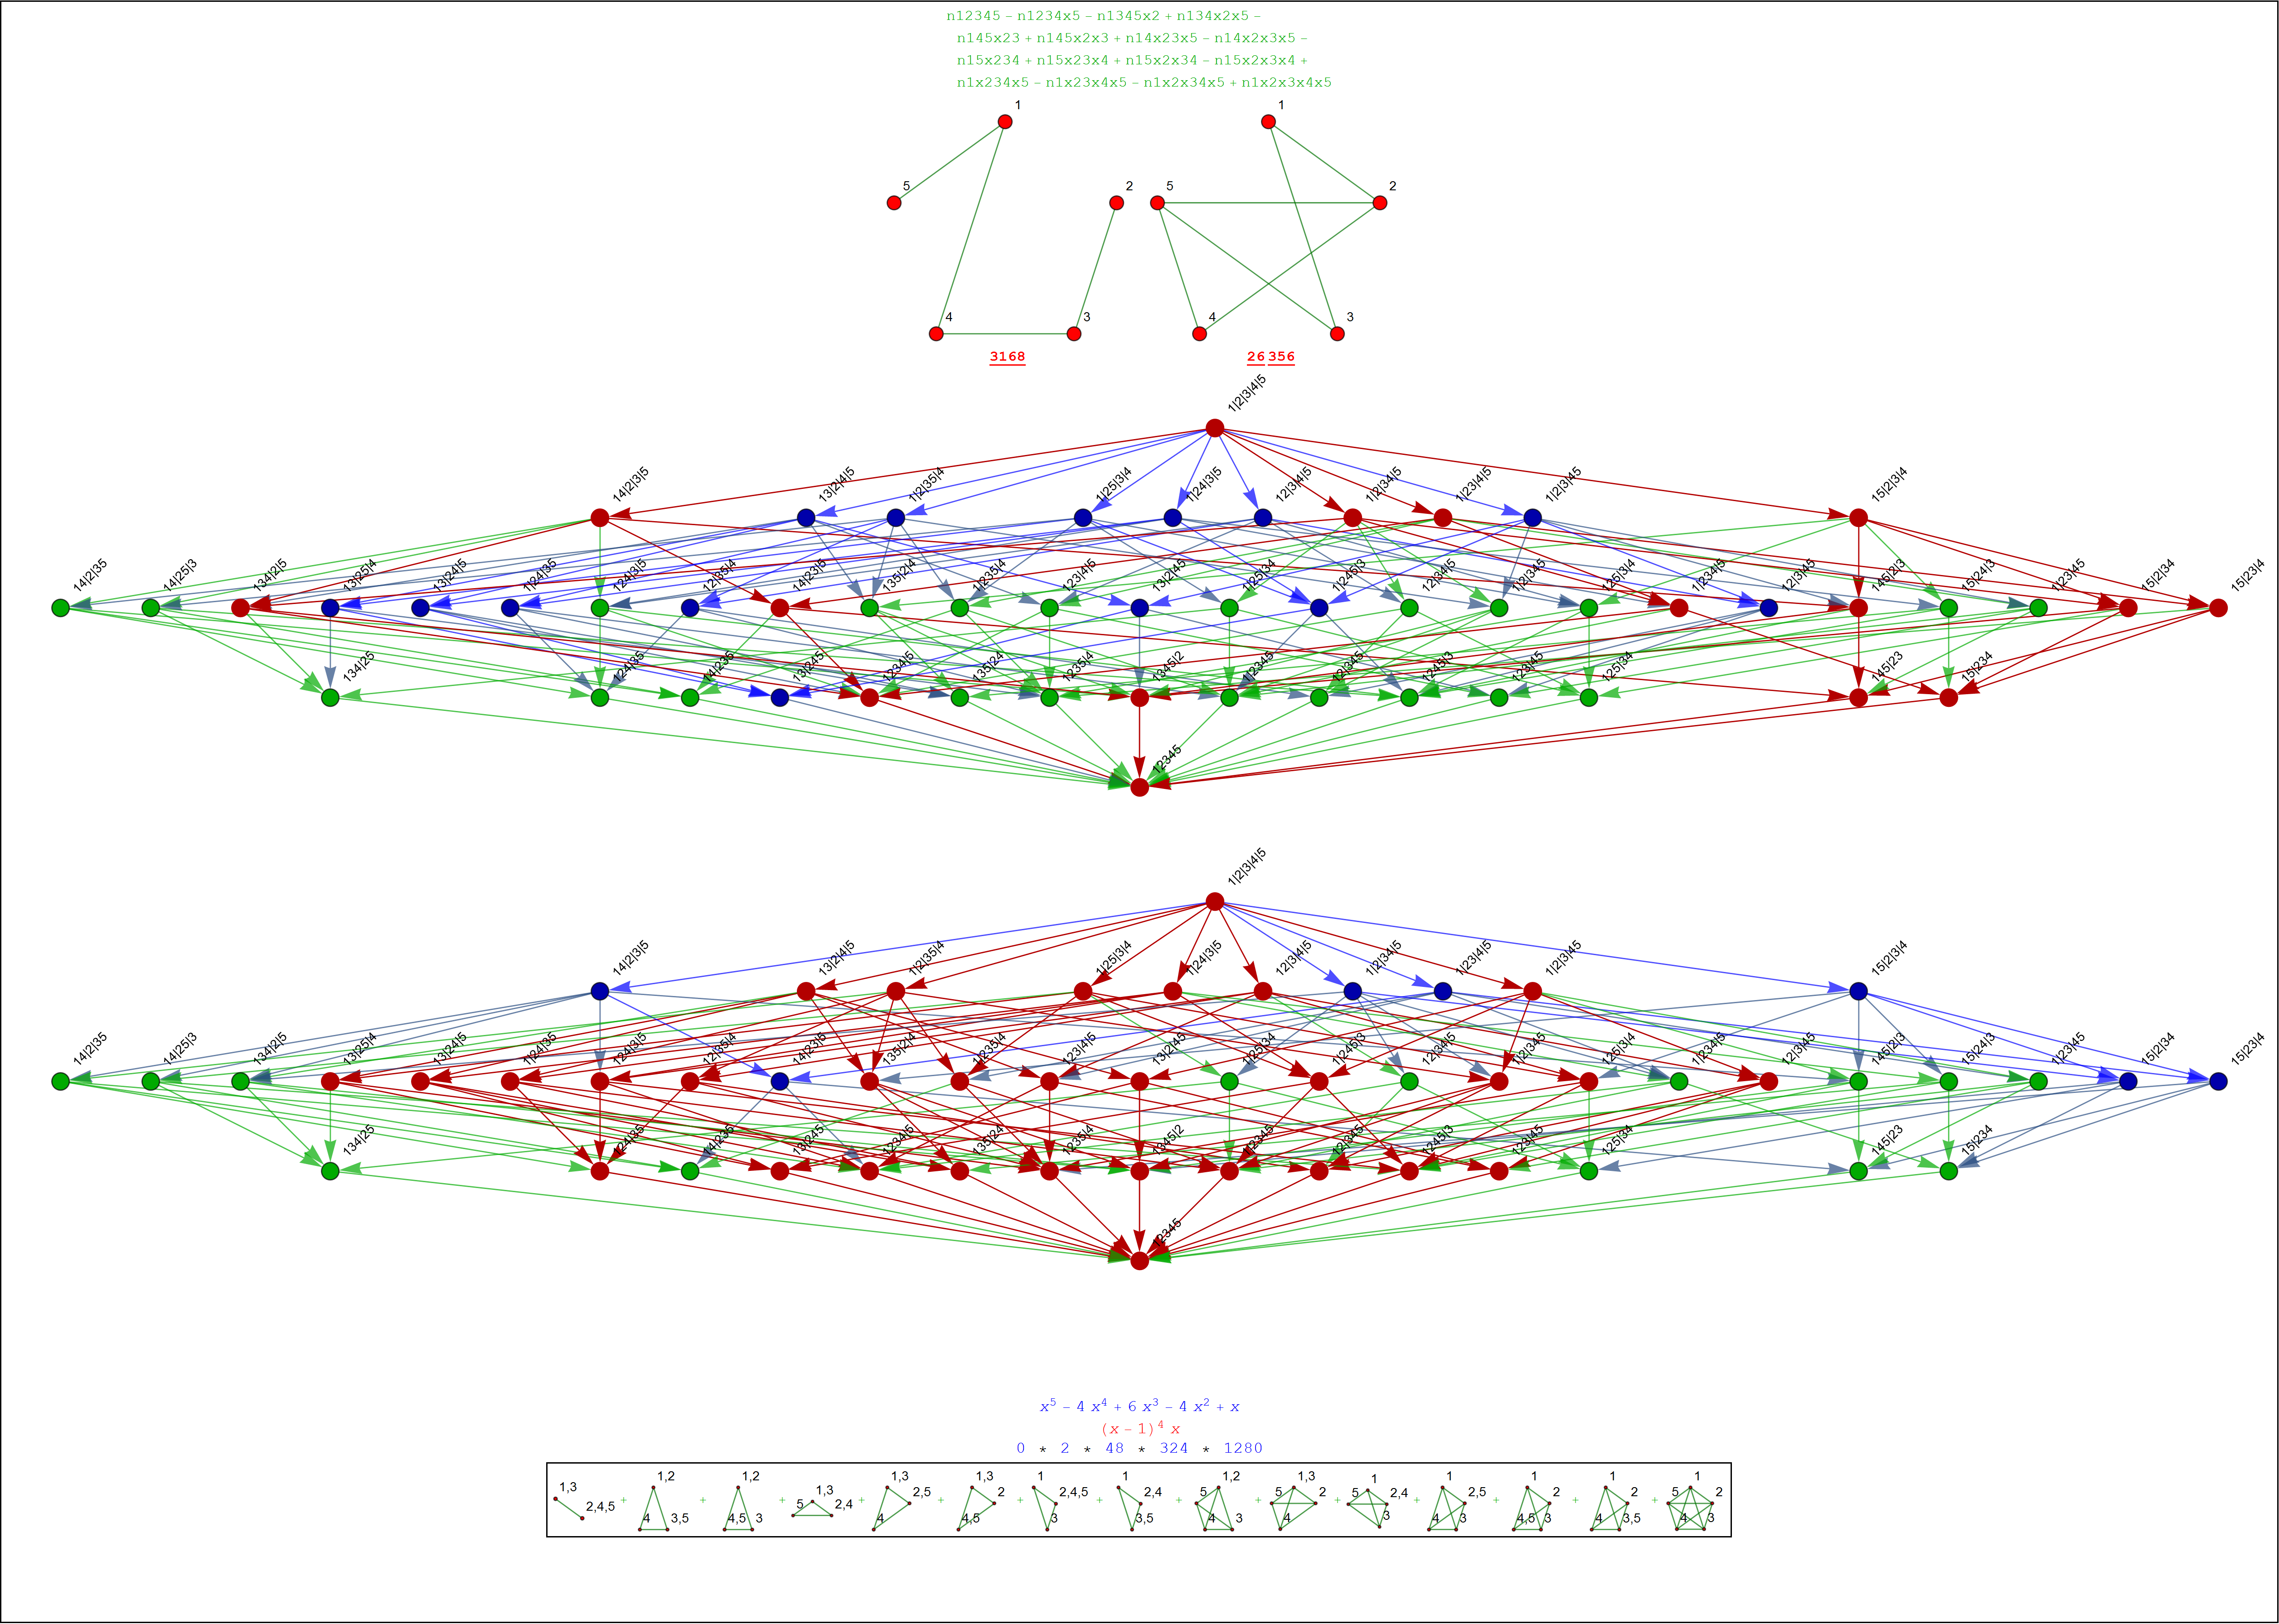 n12345 − n1234x5 − n1345x2 + n134x2x5 −
n145x23 + n145x2x3 + n14x23x5 − n14x2x3x5 −
n15x234 + n15x23x4 + n15x2x34 − n15x2x3x4 +
n1x234x5 − n1x23x4x5 − n1x2x34x5 + n1x2x3x4x5
1 1
5 2 5 2
4 3 4 3
3168 26 356
1|2|3|4|5
14|2|3|5 13|2|4|5 1|2|35|4 1|25|3|4 1|24|3|5 12|3|4|5 1|2|34|5 1|23|4|5 1|2|3|45 15|2|3|4
14|2|35 14|25|3 134|2|5 13|25|4 13|24|5 1|24|35 124|3|5 12|35|4 14|23|5 135|2|4 1|235|4 123|4|5 13|2|45 1|25|34 1|245|3 12|34|5 1|2|345 125|3|4 1|234|5 12|3|45 145|2|3 15|24|3 1|23|45 15|2|34 15|23|4
134|25 124|35 14|235 13|245 1234|5 135|24 1235|4 1345|2 1|2345 12|345 1245|3 123|45 125|34 145|23 15|234
12345
1|2|3|4|5
14|2|3|5 13|2|4|5 1|2|35|4 1|25|3|4 1|24|3|5 12|3|4|5 1|2|34|5 1|23|4|5 1|2|3|45 15|2|3|4
14|2|35 14|25|3 134|2|5 13|25|4 13|24|5 1|24|35 124|3|5 12|35|4 14|23|5 135|2|4 1|235|4 123|4|5 13|2|45 1|25|34 1|245|3 12|34|5 1|2|345 125|3|4 1|234|5 12|3|45 145|2|3 15|24|3 1|23|45 15|2|34 15|23|4
134|25 124|35 14|235 13|245 1234|5 135|24 1235|4 1345|2 1|2345 12|345 1245|3 123|45 125|34 145|23 15|234
12345
x⁵ − 4 x⁴ + 6 x³ − 4 x² + x
(x − 1)⁴ x
0 * 2 * 48 * 324 * 1280
1,3 2,4,5 + 1,2 4 3,5 + 1,2 4,5 3 + 5 1,3 2,4 + 1,3 2,5 4 + 1,3 2 4,5 + 1 2,4,5 3 + 1 2,4 3,5 + 1,2 5 4 3 + 1,3 5 2 4 + 1 5 2,4 3 + 1 2,5 4 3 + 1 2 4,5 3 + 1 2 4 3,5 + 1 5 2 4 3